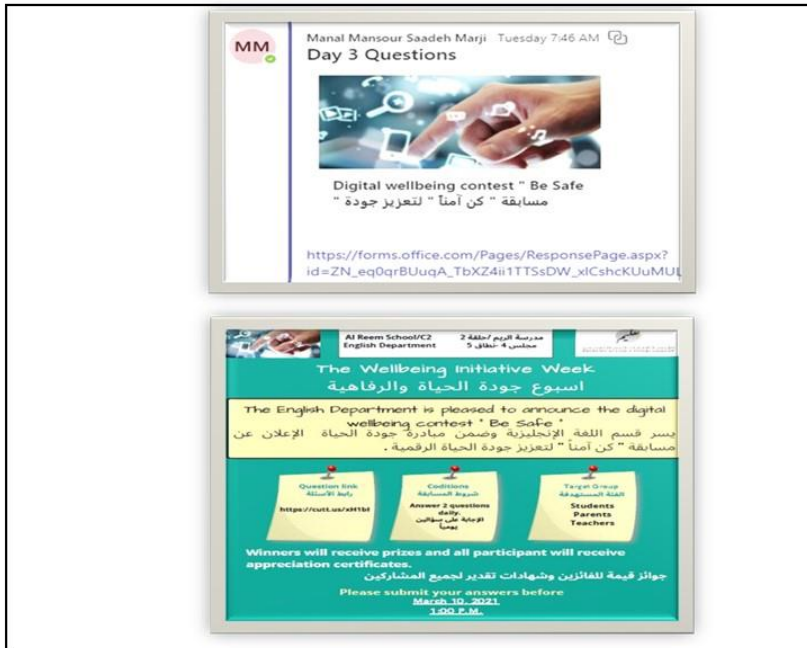 MM
Manal Mansour Saadeh Marji Tuesday 7:46 AM
Day 3 Questions
Digital wellbeing contest " Be Safe
مسابقة " كن آمناً " لتعزيز جودة "
https://forms.office.com/Pages/ResponsePage.aspx?
id=ZN_eq0qrBUuqA_TbXZ4ii1TTSsDW_xlCshcKUuMUL
Al Reem School/C2
English Department
مدرسة الريم /حلقة 2
مجلس 4 -نطاق 5
The Wellbeing Initiative Week
اسبوع جودة الحياة والرفاهية
The English Department is pleased to announce the digital
wellbeing contest " Be Safe "
يسر قسم اللغة الإنجليزية وضمن مبادرة جودة الحياة الإعلان عن
مسابقة " كن آمناً " لتعزيز جودة الحياة الرقمية .
Question link
رابط الأسئلة
https://cutt.us/xM1bI
Coditions
شروط المسابقة
Answer 2 questions
daily.
الإجابة على سؤالين
يومياً
Target Group
الفئة المستهدفة
Students
Parents
Teachers
Winners will receive prizes and all participant will receive
appreciation certificates.
جوائز قيمة للفائزين وشهادات تقدير لجميع المشاركين
Please submit your answers before
March 10, 2021
1:00 P.M.